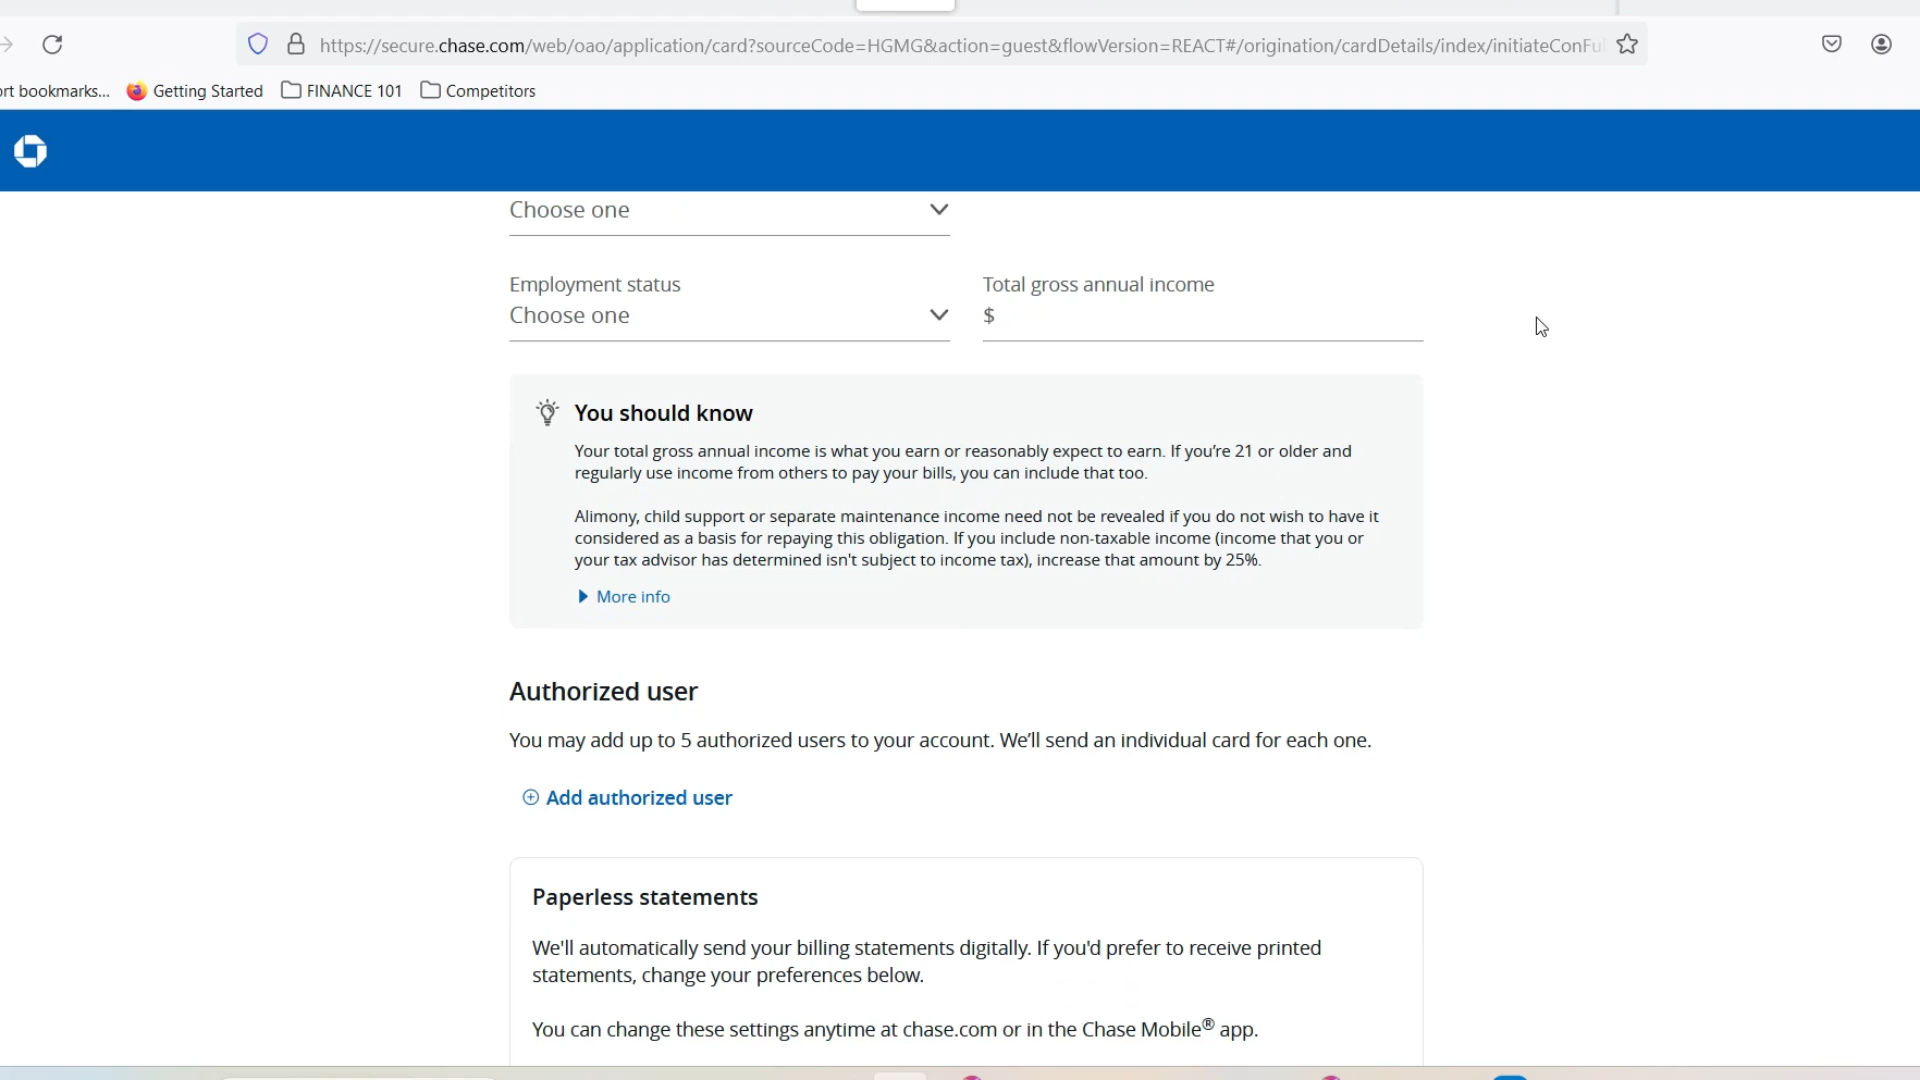 https://secure.chase.com/web/oao/application/card?sourceCode=HGMG&action=guest&flowVersion=REACT#/origination/cardDetails/index/initiateConFu
ort bookmarks... Getting Started FINANCE 101 Competitors
Choose one
Employment status Total gross annual income
Choose one $
You should know
Your total gross annual income is what you earn or reasonably expect to earn. If you're 21 or older and
regularly use income from others to pay your bills, you can include that too.
Alimony, child support or separate maintenance income need not be revealed if you do not wish to have it
considered as a basis for repaying this obligation. If you include non-taxable income (income that you or
your tax advisor has determined isn't subject to income tax), increase that amount by 25%.
More info
Authorized user
You may add up to 5 authorized users to your account. We'll send an individual card for each one.
Add authorized user
Paperless statements
We'll automatically send your billing statements digitally. If you'd prefer to receive printed
statements, change your preferences below.
You can change these settings anytime at chase.com or in the Chase Mobile® app.